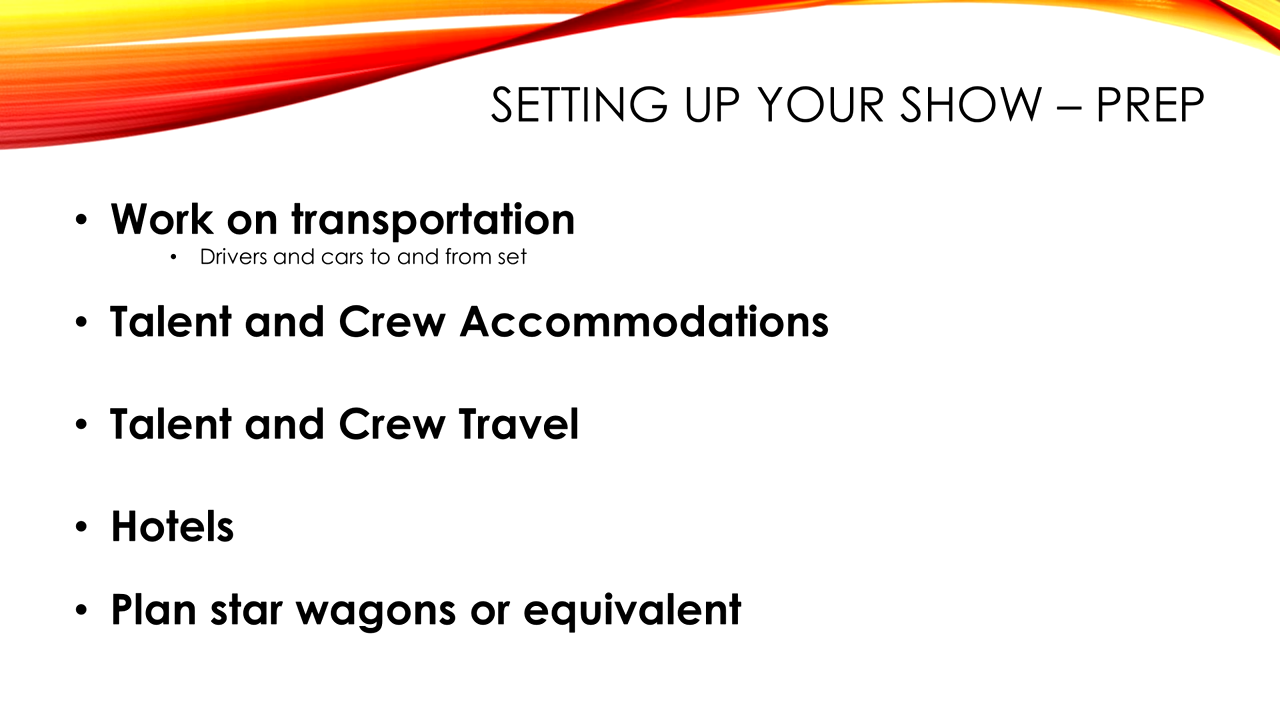 SETTING UP YOUR SHOW – PREP
• Work on transportation
• Drivers and cars to and from set
• Talent and Crew Accommodations
• Talent and Crew Travel
• Hotels
• Plan star wagons or equivalent